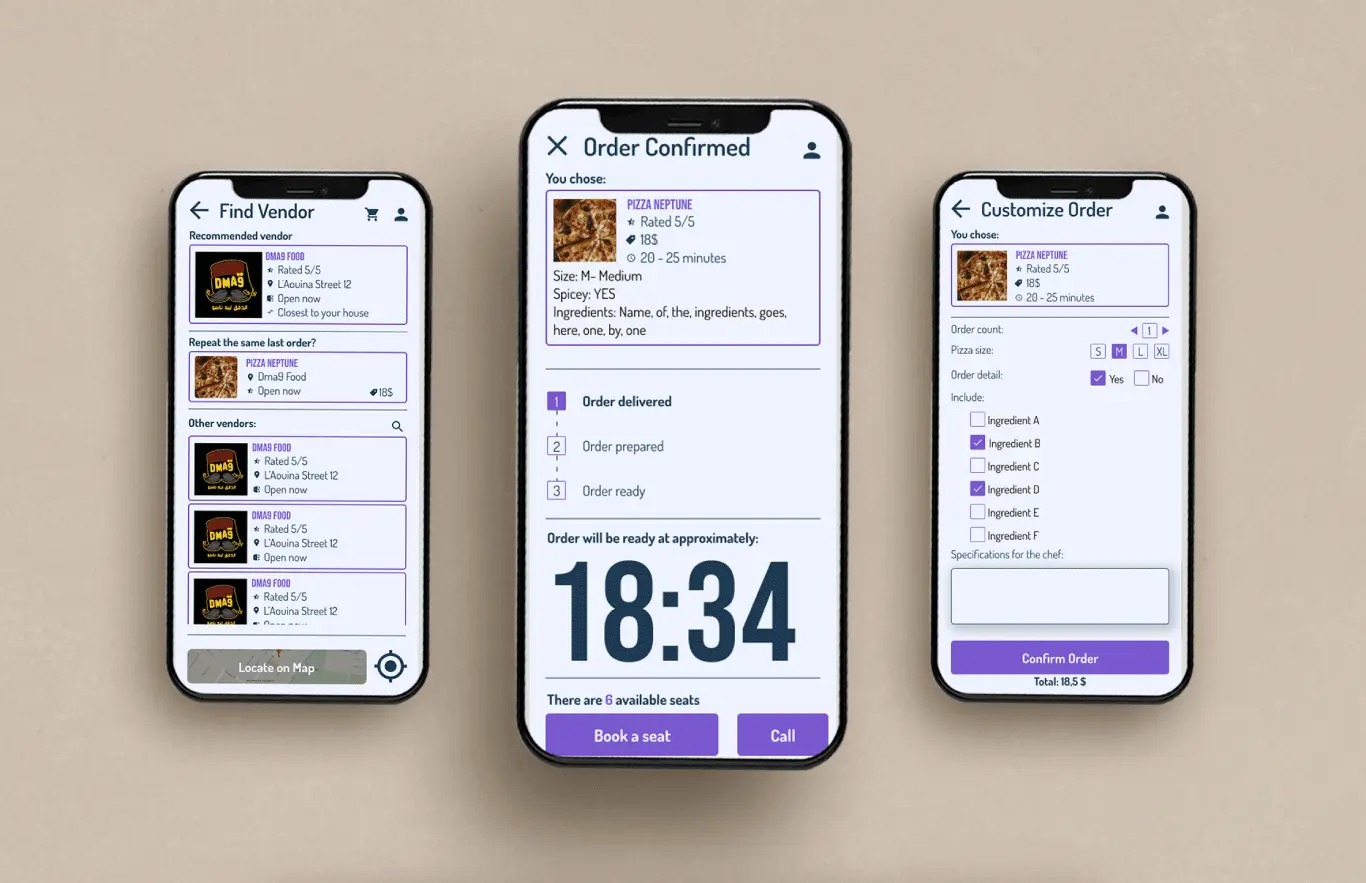 Find Vendor
Recommended vendor
DMA9
DMA9 FOOD
Rated 5/5
L'Aouina Street 12
Open now
Closest to your house
Repeat the same last order?
PIZZA NEPTUNE
Dma9 Food
Open now
18$
Other vendors:
DMA9
DMA9 FOOD
Rated 5/5
L'Aouina Street 12
Open now
DMA9
DMA9 FOOD
Rated 5/5
L'Aouina Street 12
Open now
DMA9
DMA9 FOOD
Rated 5/5
L'Aouina Street 12
Locate on Map
Order Confirmed
You chose:
PIZZA NEPTUNE
Rated 5/5
18$
20 - 25 minutes
Size: M- Medium
Spicey: YES
Ingredients: Name, of, the, ingredients, goes,
here, one, by, one
1 Order delivered
2 Order prepared
3 Order ready
Order will be ready at approximately:
18:34
There are 6 available seats
Book a seat
Call
Customize Order
You chose:
PIZZA NEPTUNE
Rated 5/5
18$
20 - 25 minutes
Order count: 1
Pizza size: S M L XL
Order detail: Yes No
Include:
Ingredient A
Ingredient B
Ingredient C
Ingredient D
Ingredient E
Ingredient F
Specifications for the chef:
Confirm Order
Total: 18,5 $